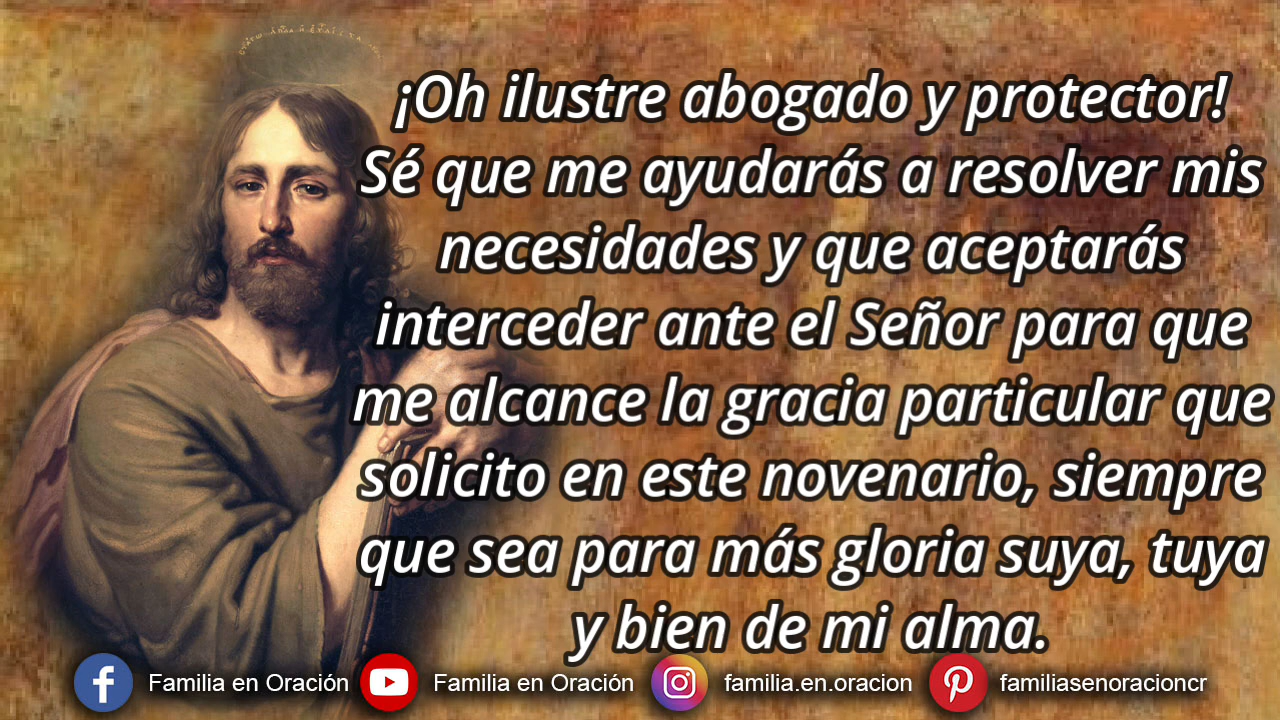 ¡Oh ilustre abogado y protector!
Sé que me ayudarás a resolver mis
necesidades y que aceptarás
interceder ante el Señor para que
me alcance la gracia particular que
solicito en este novenario, siempre
que sea para más gloria suya, tuya
y bien de mi alma.
Familia en Oración
Familia en Oración
familia.en.oracion
familiasenoracioncr